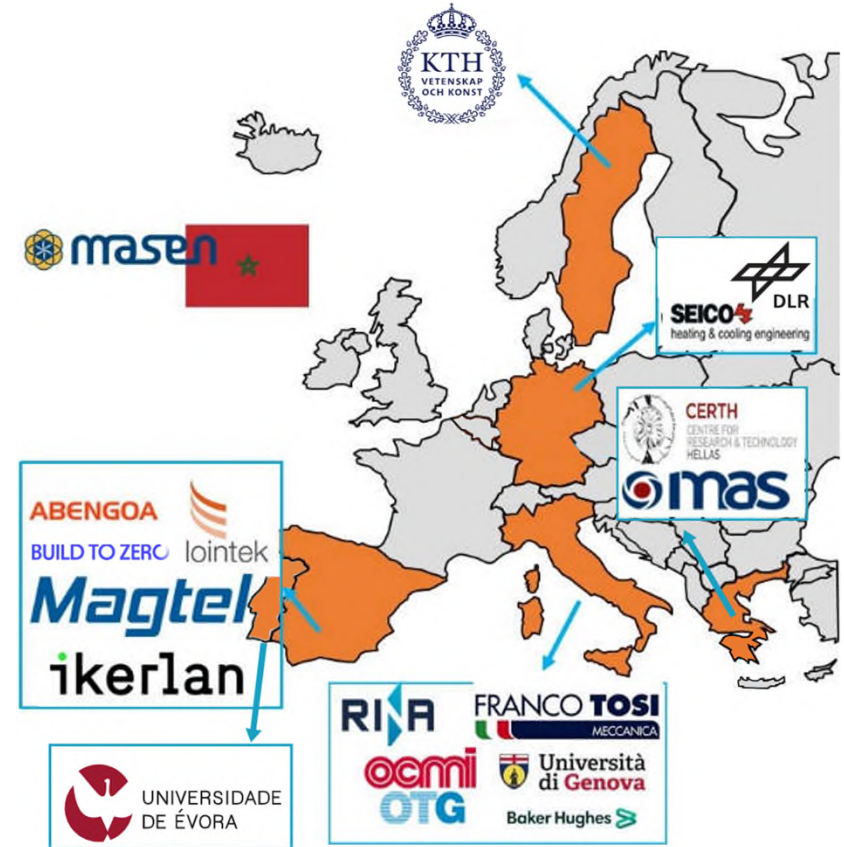 KTH
VETENSKAP
OCH KONST
masen
DLR
SEICO
heating & cooling engineering
CERTH
CENTRE FOR
RESEARCH & TECHNOLOGY
HELLAS
mas
ABENGOA
lointek
BUILD TO ZERO
Magtel
ikerlan
UNIVERSIDADE
DE ÉVORA
RINA
FRANCO TOSI
MECCANICA
ocmi
OTG
Università
di Genova
Baker Hughes